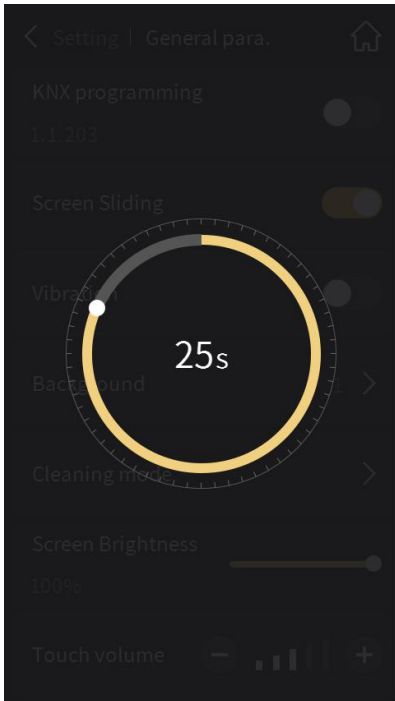 Setting | General para.
KNX programming
1.1.203
Screen Sliding
Vibration
25s
Background 1
Cleaning mode
Screen Brightness
100%
Touch volume